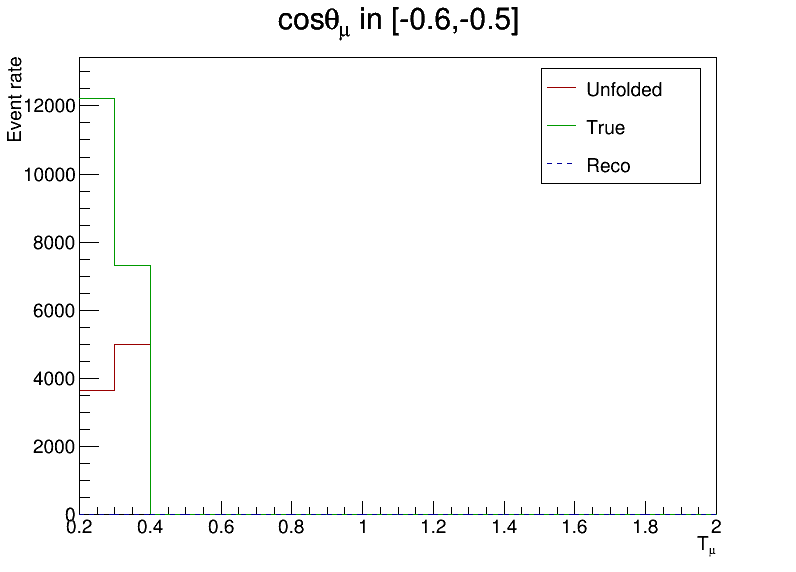 cosθμ in [-0.6,-0.5]
Event rate
Unfolded
True
Reco
12000
10000
8000
6000
4000
2000
0
0.2 0.4 0.6 0.8 1 1.2 1.4 1.6 1.8 2
Tμ